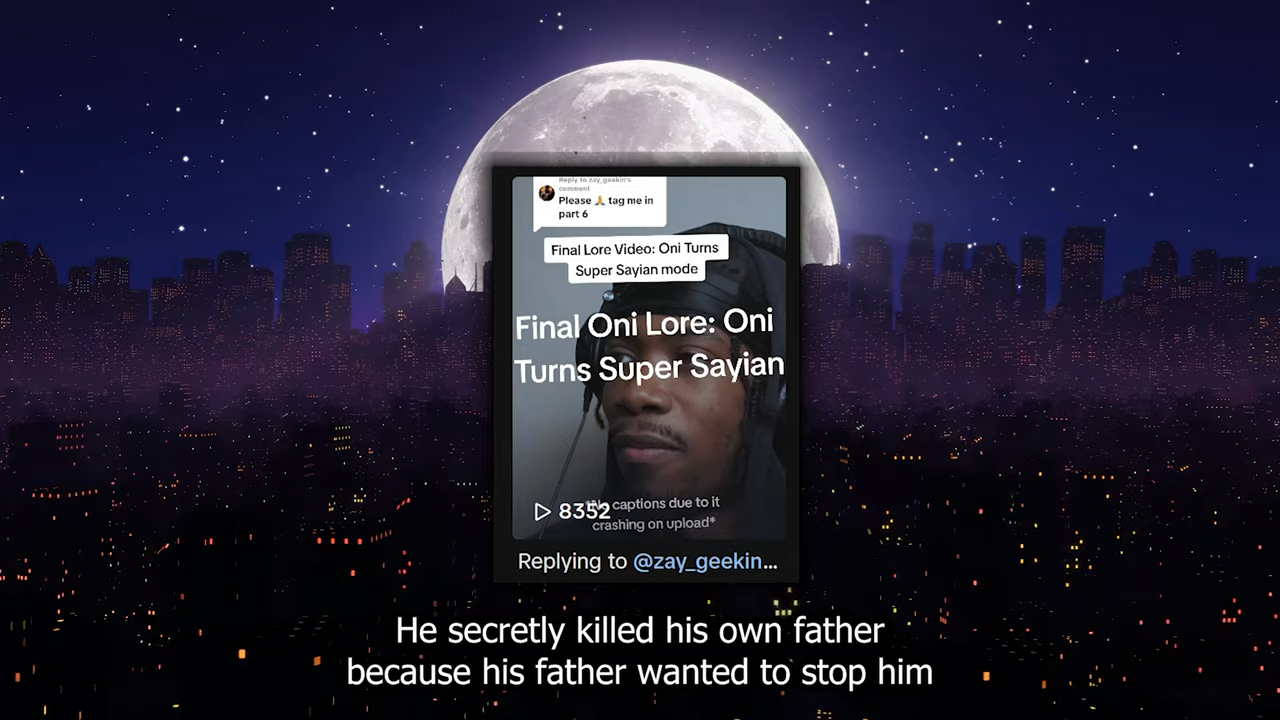 Reply to zay_geekin's
comment
Please 🙏 tag me in
part 6
Final Lore Video: Oni Turns
Super Sayian mode
Final Oni Lore: Oni
Turns Super Sayian
8352
captions due to it
crashing on upload*
Replying to @zay_geekin...
He secretly killed his own father
because his father wanted to stop him